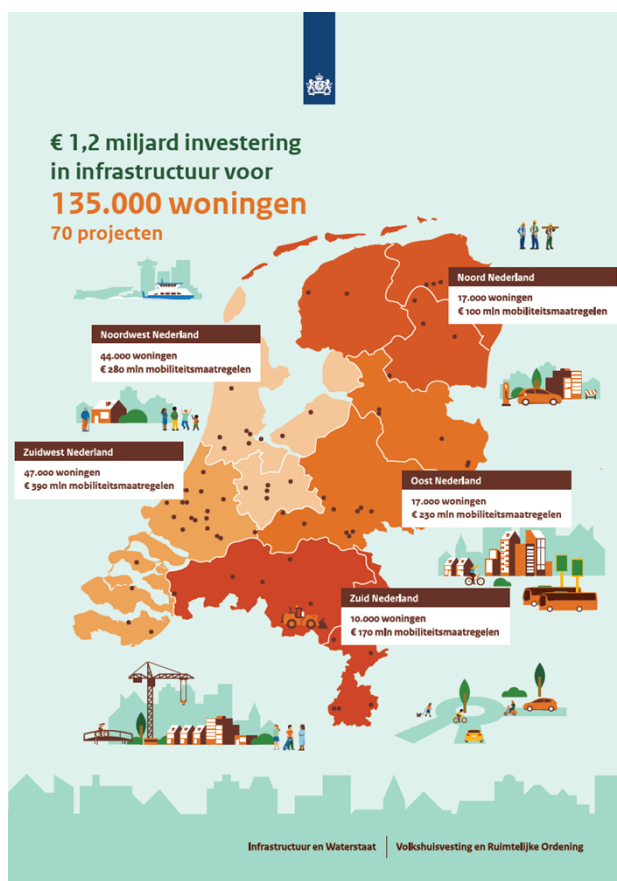 € 1,2 miljard investering
in infrastructuur voor
135.000 woningen
70 projecten
Noord Nederland
17.000 woningen
€ 100 mln mobiliteitsmaatregelen
Noordwest Nederland
44.000 woningen
€ 280 mln mobiliteitsmaatregelen
Zuidwest Nederland
47.000 woningen
€ 390 mln mobiliteitsmaatregelen
Oost Nederland
17.000 woningen
€ 230 mln mobiliteitsmaatregelen
Zuid Nederland
10.000 woningen
€ 170 mln mobiliteitsmaatregelen
Infrastructuur en Waterstaat | Volkshuisvesting en Ruimtelijke Ordening